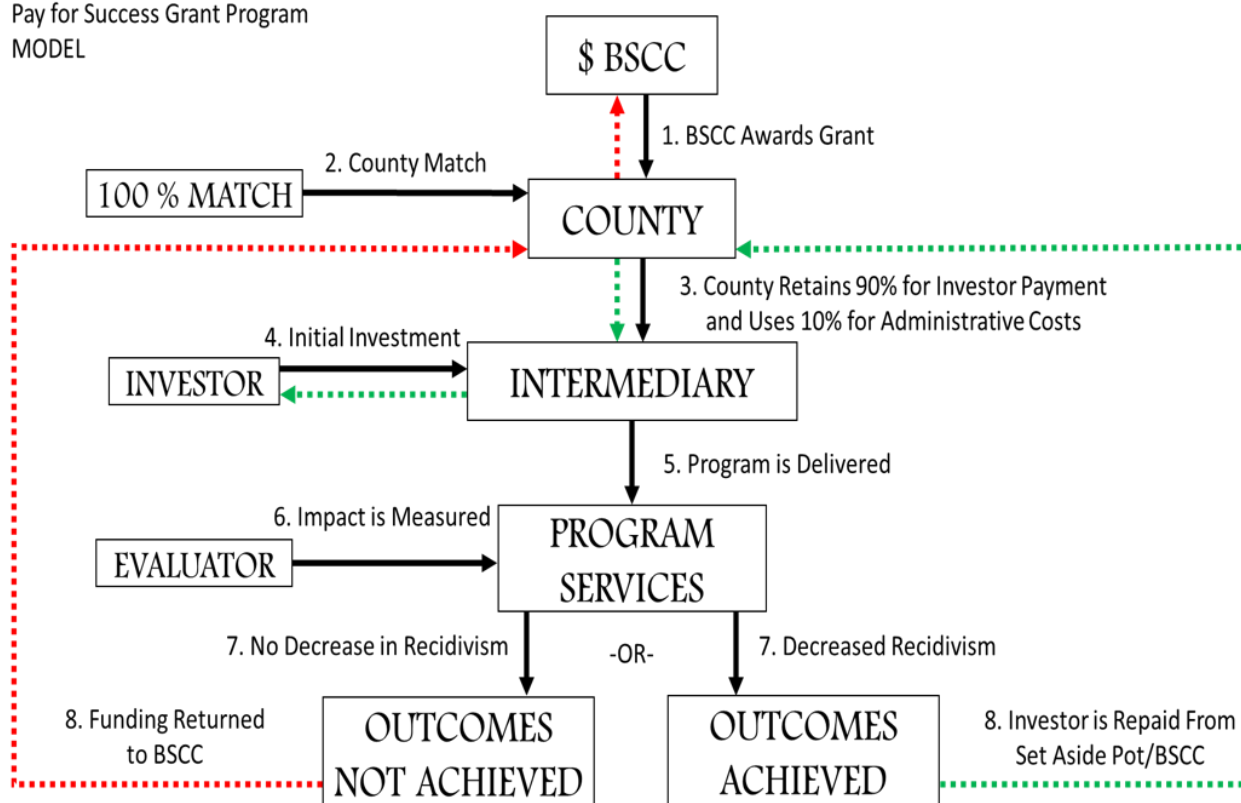 Pay for Success Grant Program
MODEL
$ BSCC
1. BSCC Awards Grant
2. County Match
100 % MATCH
COUNTY
3. County Retains 90% for Investor Payment
and Uses 10% for Administrative Costs
4. Initial Investment
INVESTOR
INTERMEDIARY
5. Program is Delivered
6. Impact is Measured
EVALUATOR
PROGRAM
SERVICES
7. No Decrease in Recidivism
-OR-
7. Decreased Recidivism
8. Funding Returned
to BSCC
OUTCOMES
NOT ACHIEVED
OUTCOMES
ACHIEVED
8. Investor is Repaid From
Set Aside Pot/BSCC